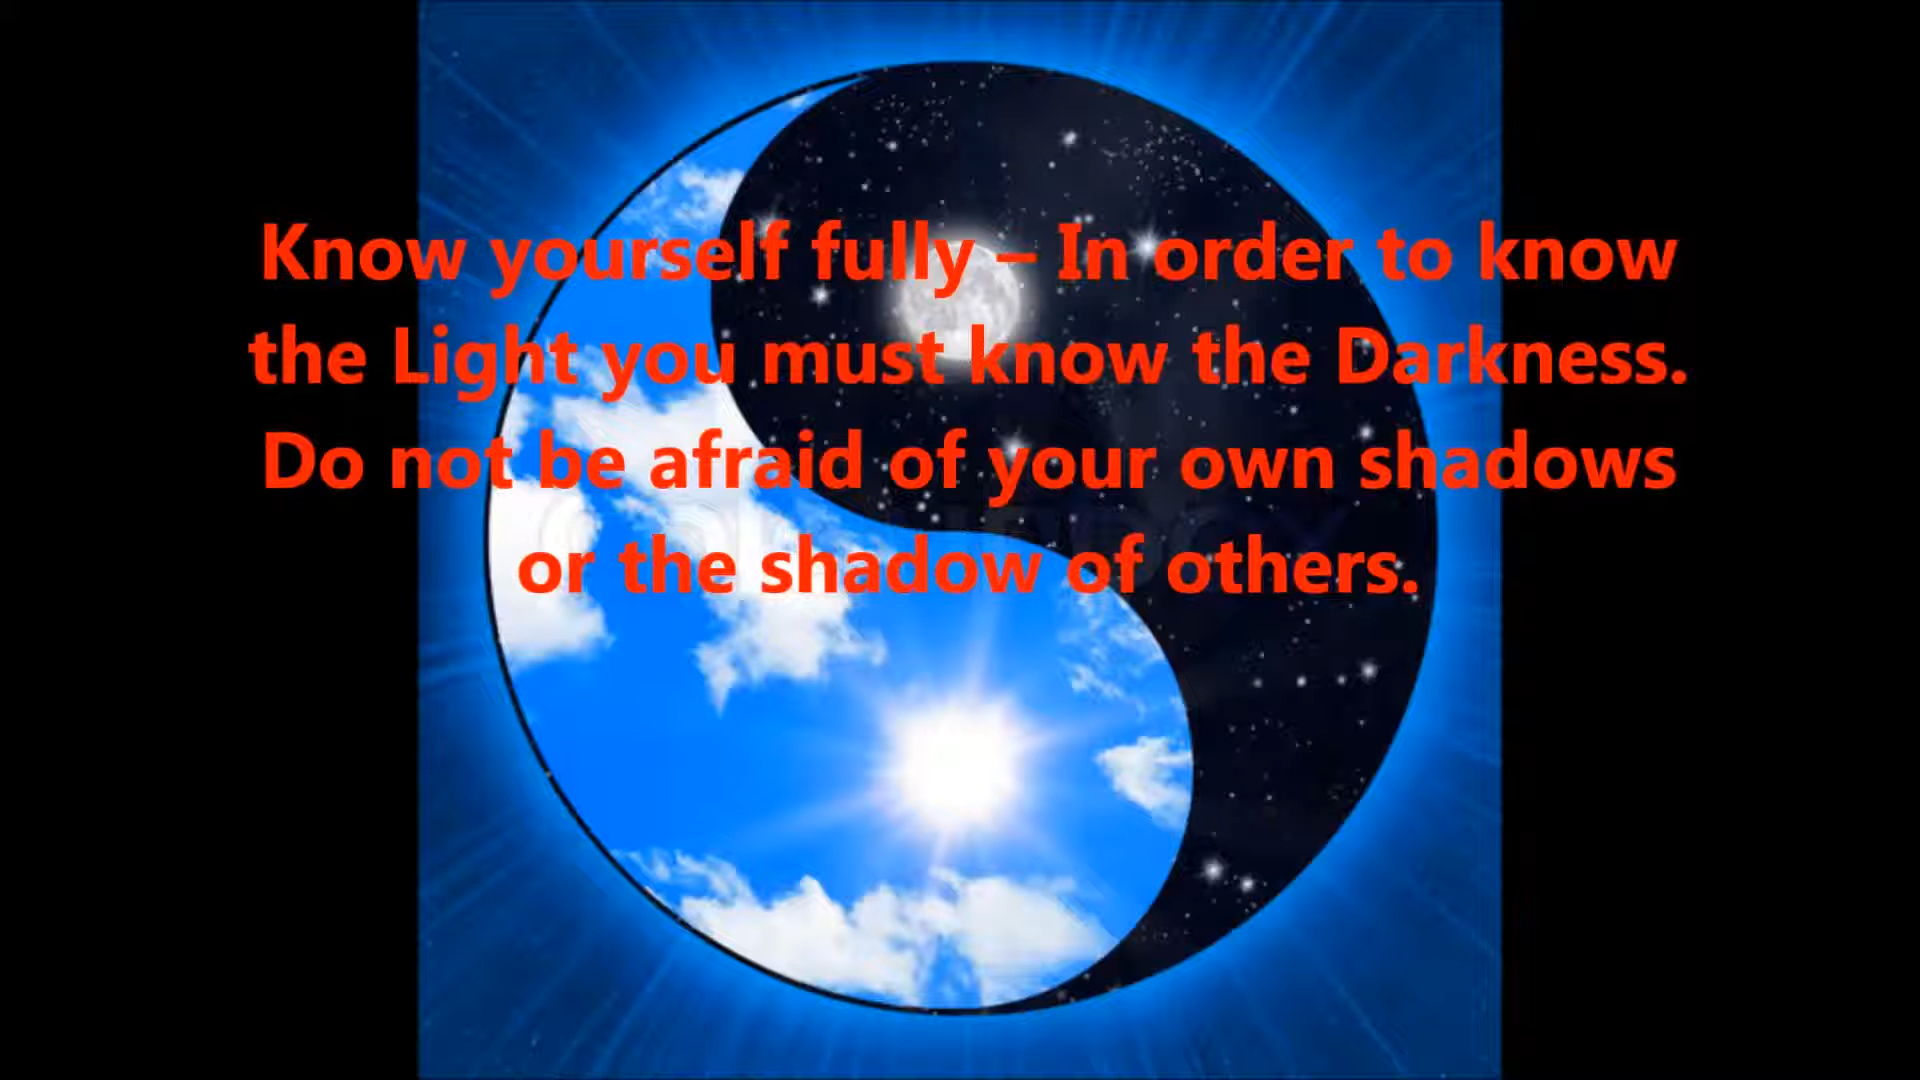 Know yourself fully – In order to know
the Light you must know the Darkness.
Do not be afraid of your own shadows
or the shadow of others.